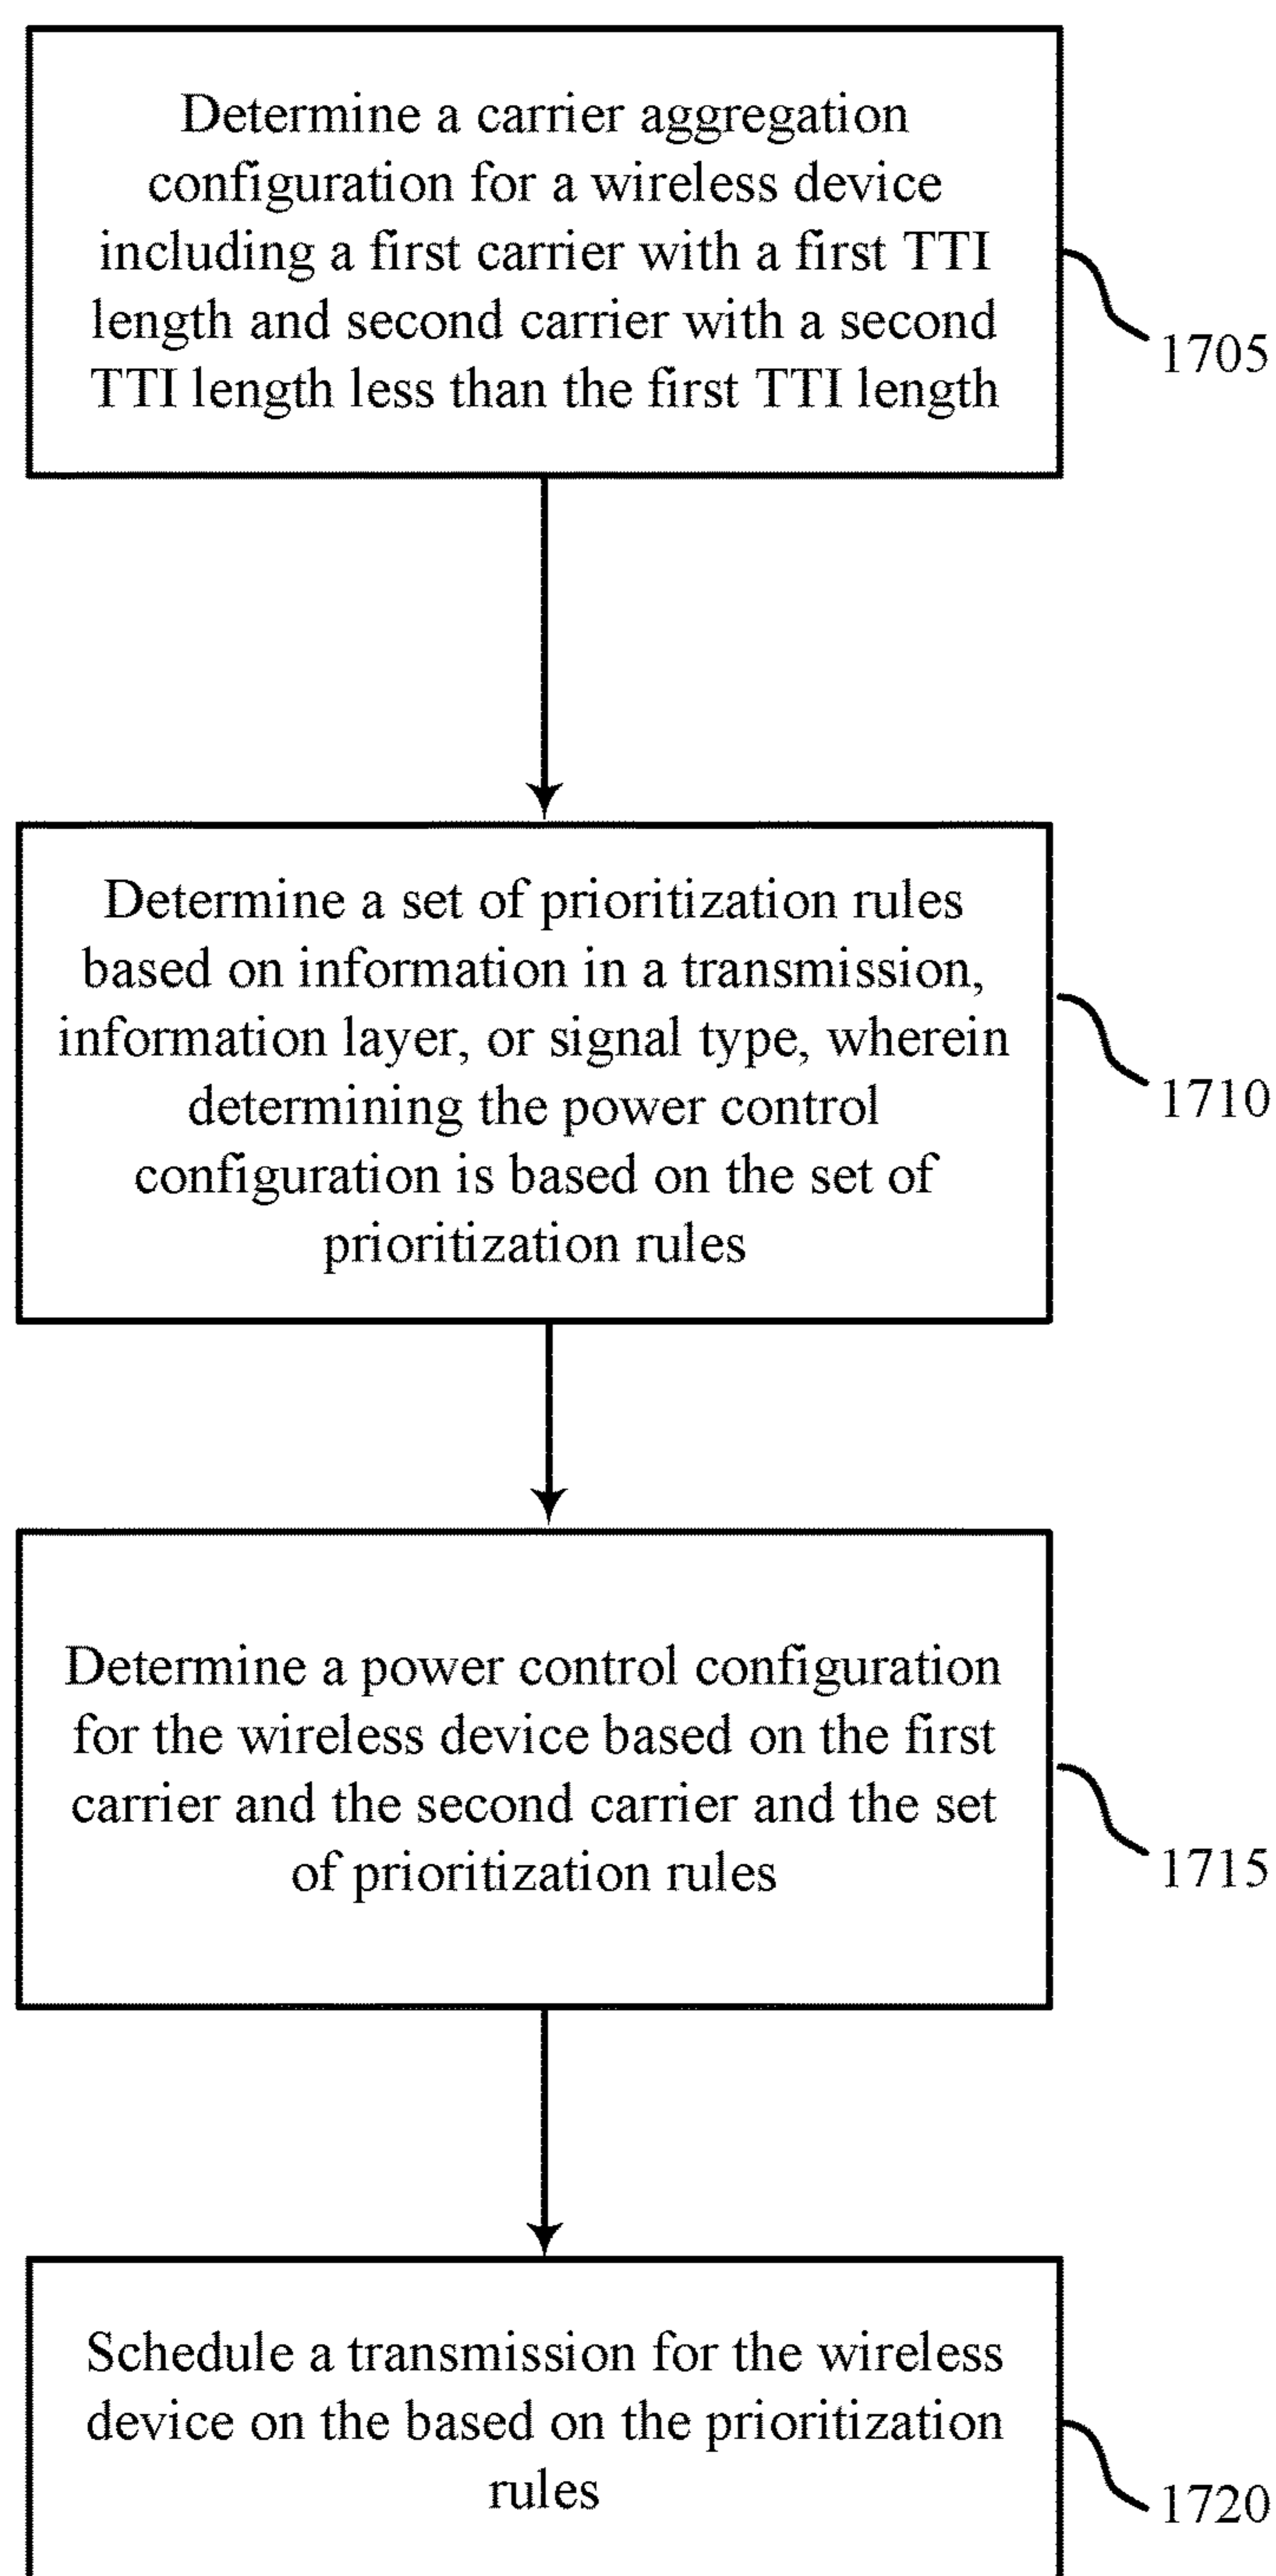 Determine a carrier aggregation
configuration for a wireless device
including a first carrier with a first TTI
length and second carrier with a second
TTI length less than the first TTI length
1705
Determine a set of prioritization rules
based on information in a transmission,
information layer, or signal type, wherein
determining the power control
configuration is based on the set of
prioritization rules
1710
Determine a power control configuration
for the wireless device based on the first
carrier and the second carrier and the set
of prioritization rules
1715
Schedule a transmission for the wireless
device on the based on the prioritization
rules
1720